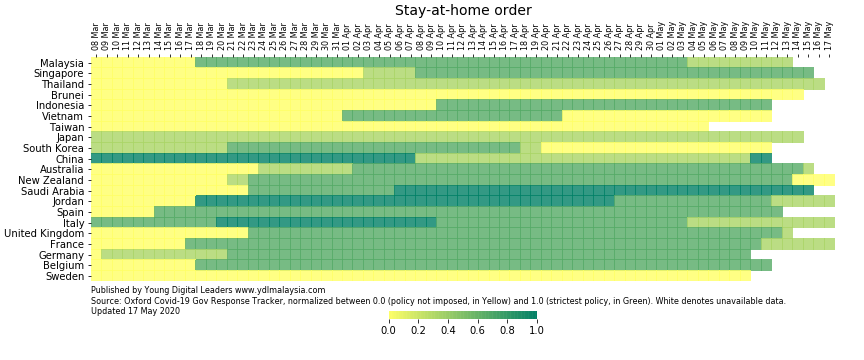 Stay-at-home order
08 Mar 09 Mar 10 Mar 11 Mar 12 Mar 13 Mar 14 Mar 15 Mar 16 Mar 17 Mar 18 Mar 19 Mar 20 Mar 21 Mar 22 Mar 23 Mar 24 Mar 25 Mar 26 Mar 27 Mar 28 Mar 29 Mar 30 Mar 31 Mar 01 Apr 02 Apr 03 Apr 04 Apr 05 Apr 06 Apr 07 Apr 08 Apr 09 Apr 10 Apr 11 Apr 12 Apr 13 Apr 14 Apr 15 Apr 16 Apr 17 Apr 18 Apr 19 Apr 20 Apr 21 Apr 22 Apr 23 Apr 24 Apr 25 Apr 26 Apr 27 Apr 28 Apr 29 Apr 30 Apr 01 May 02 May 03 May 04 May 05 May 06 May 07 May 08 May 09 May 10 May 11 May 12 May 13 May 14 May 15 May 16 May 17 May
Malaysia
Singapore
Thailand
Brunei
Indonesia
Vietnam
Taiwan
Japan
South Korea
China
Australia
New Zealand
Saudi Arabia
Jordan
Spain
Italy
United Kingdom
France
Germany
Belgium
Sweden
Published by Young Digital Leaders www.ydlmalaysia.com
Source: Oxford Covid-19 Gov Response Tracker, normalized between 0.0 (policy not imposed, in Yellow) and 1.0 (strictest policy, in Green). White denotes unavailable data.
Updated 17 May 2020
0.0 0.2 0.4 0.6 0.8 1.0